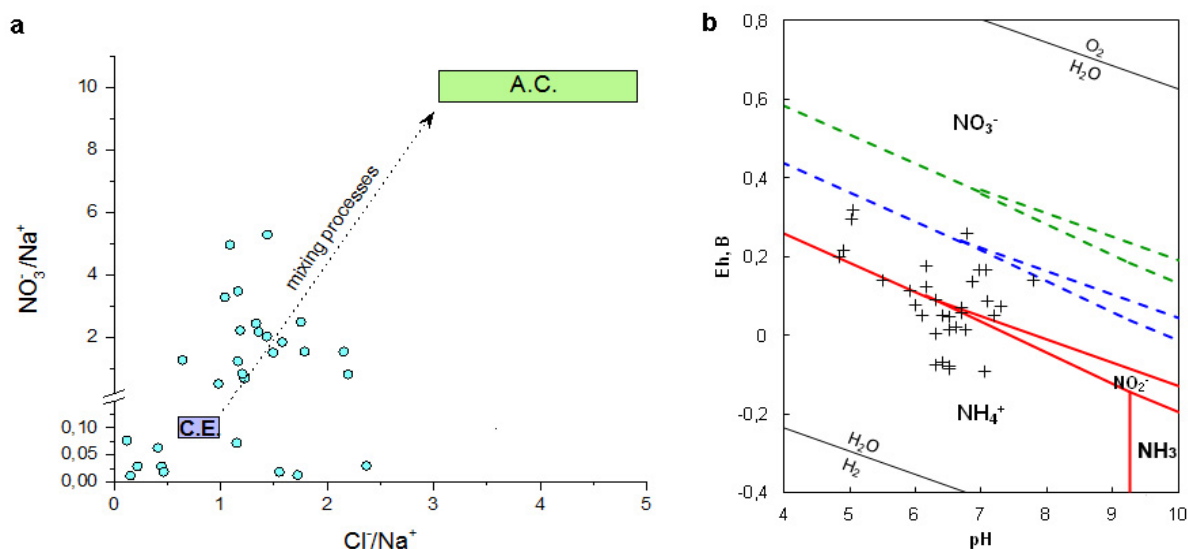 a
NO₃⁻/Na⁺
10
8
6
4
2
0,10
0,05
0,00
A.C.
mixing processes
C.E.
0
1
2
3
4
5
Cl⁻/Na⁺
b
Eh, B
0,8
0,6
0,4
0,2
0
-0,2
-0,4
O₂
H₂O
NO₃⁻
NO₂⁻
NH₄⁺
NH₃
H₂O
H₂
4
5
6
7
8
9
10
pH